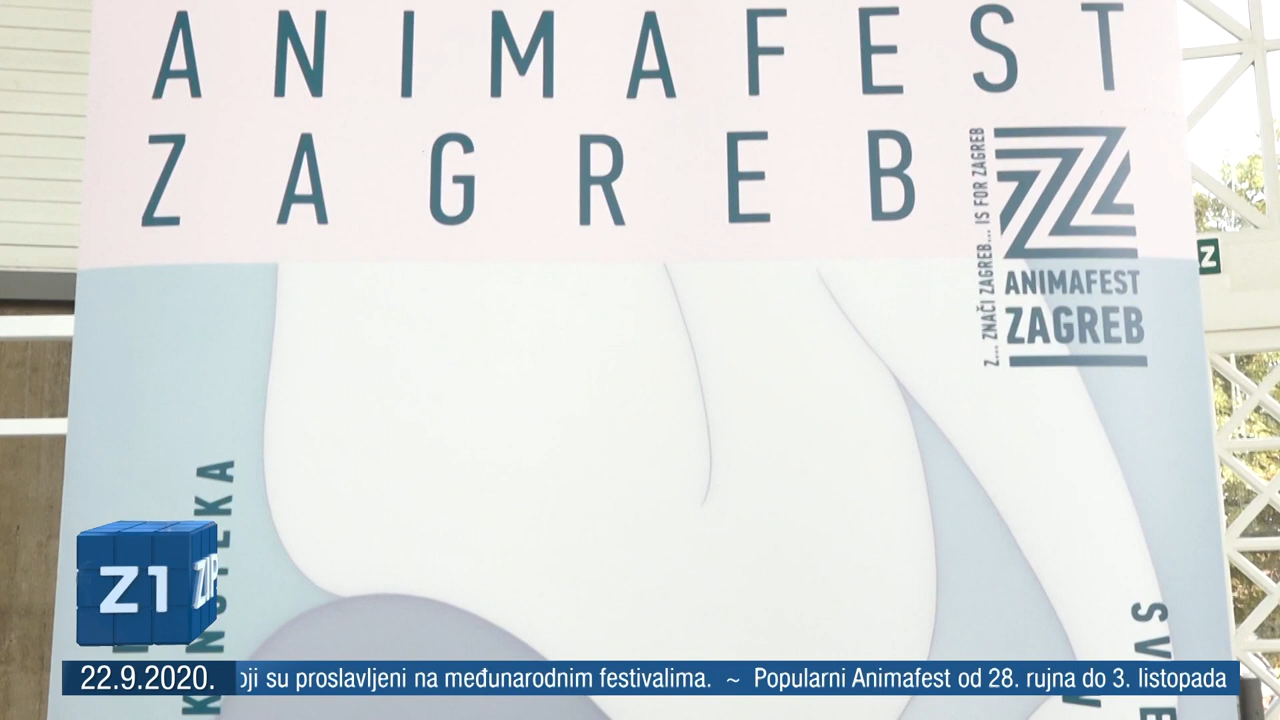 ANIMAFEST
ZAGREB
Z... ZNAČI ZAGREB... IS FOR ZAGREB
ANIMAFEST
ZAGREB
Z
Z1
ZIP
22.9.2020.
oji su proslavljeni na međunarodnim festivalima. ~ Popularni Animafest od 28. rujna do 3. listopada